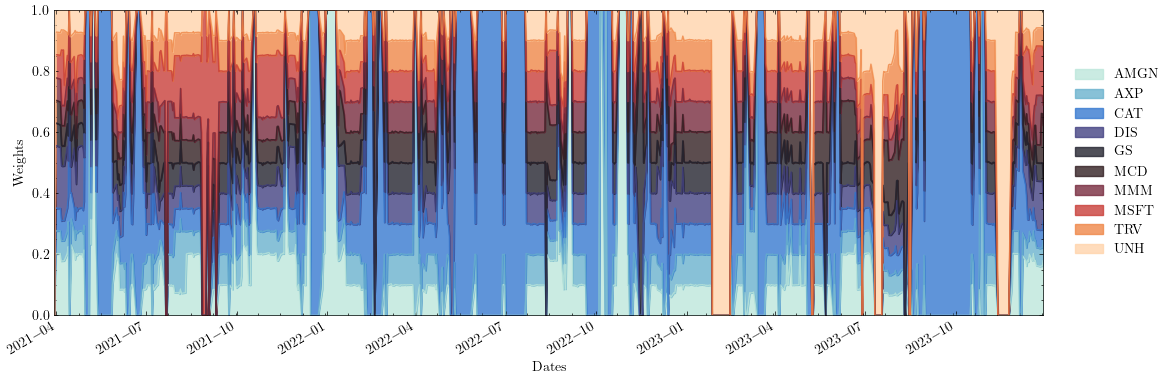 1.0
0.8
0.6
0.4
0.2
0.0
Weights
2021−04
2021−07
2021−10
2022−01
2022−04
2022−07
2022−10
2023−01
2023−04
2023−07
2023−10
Dates
AMGN
AXP
CAT
DIS
GS
MCD
MMM
MSFT
TRV
UNH